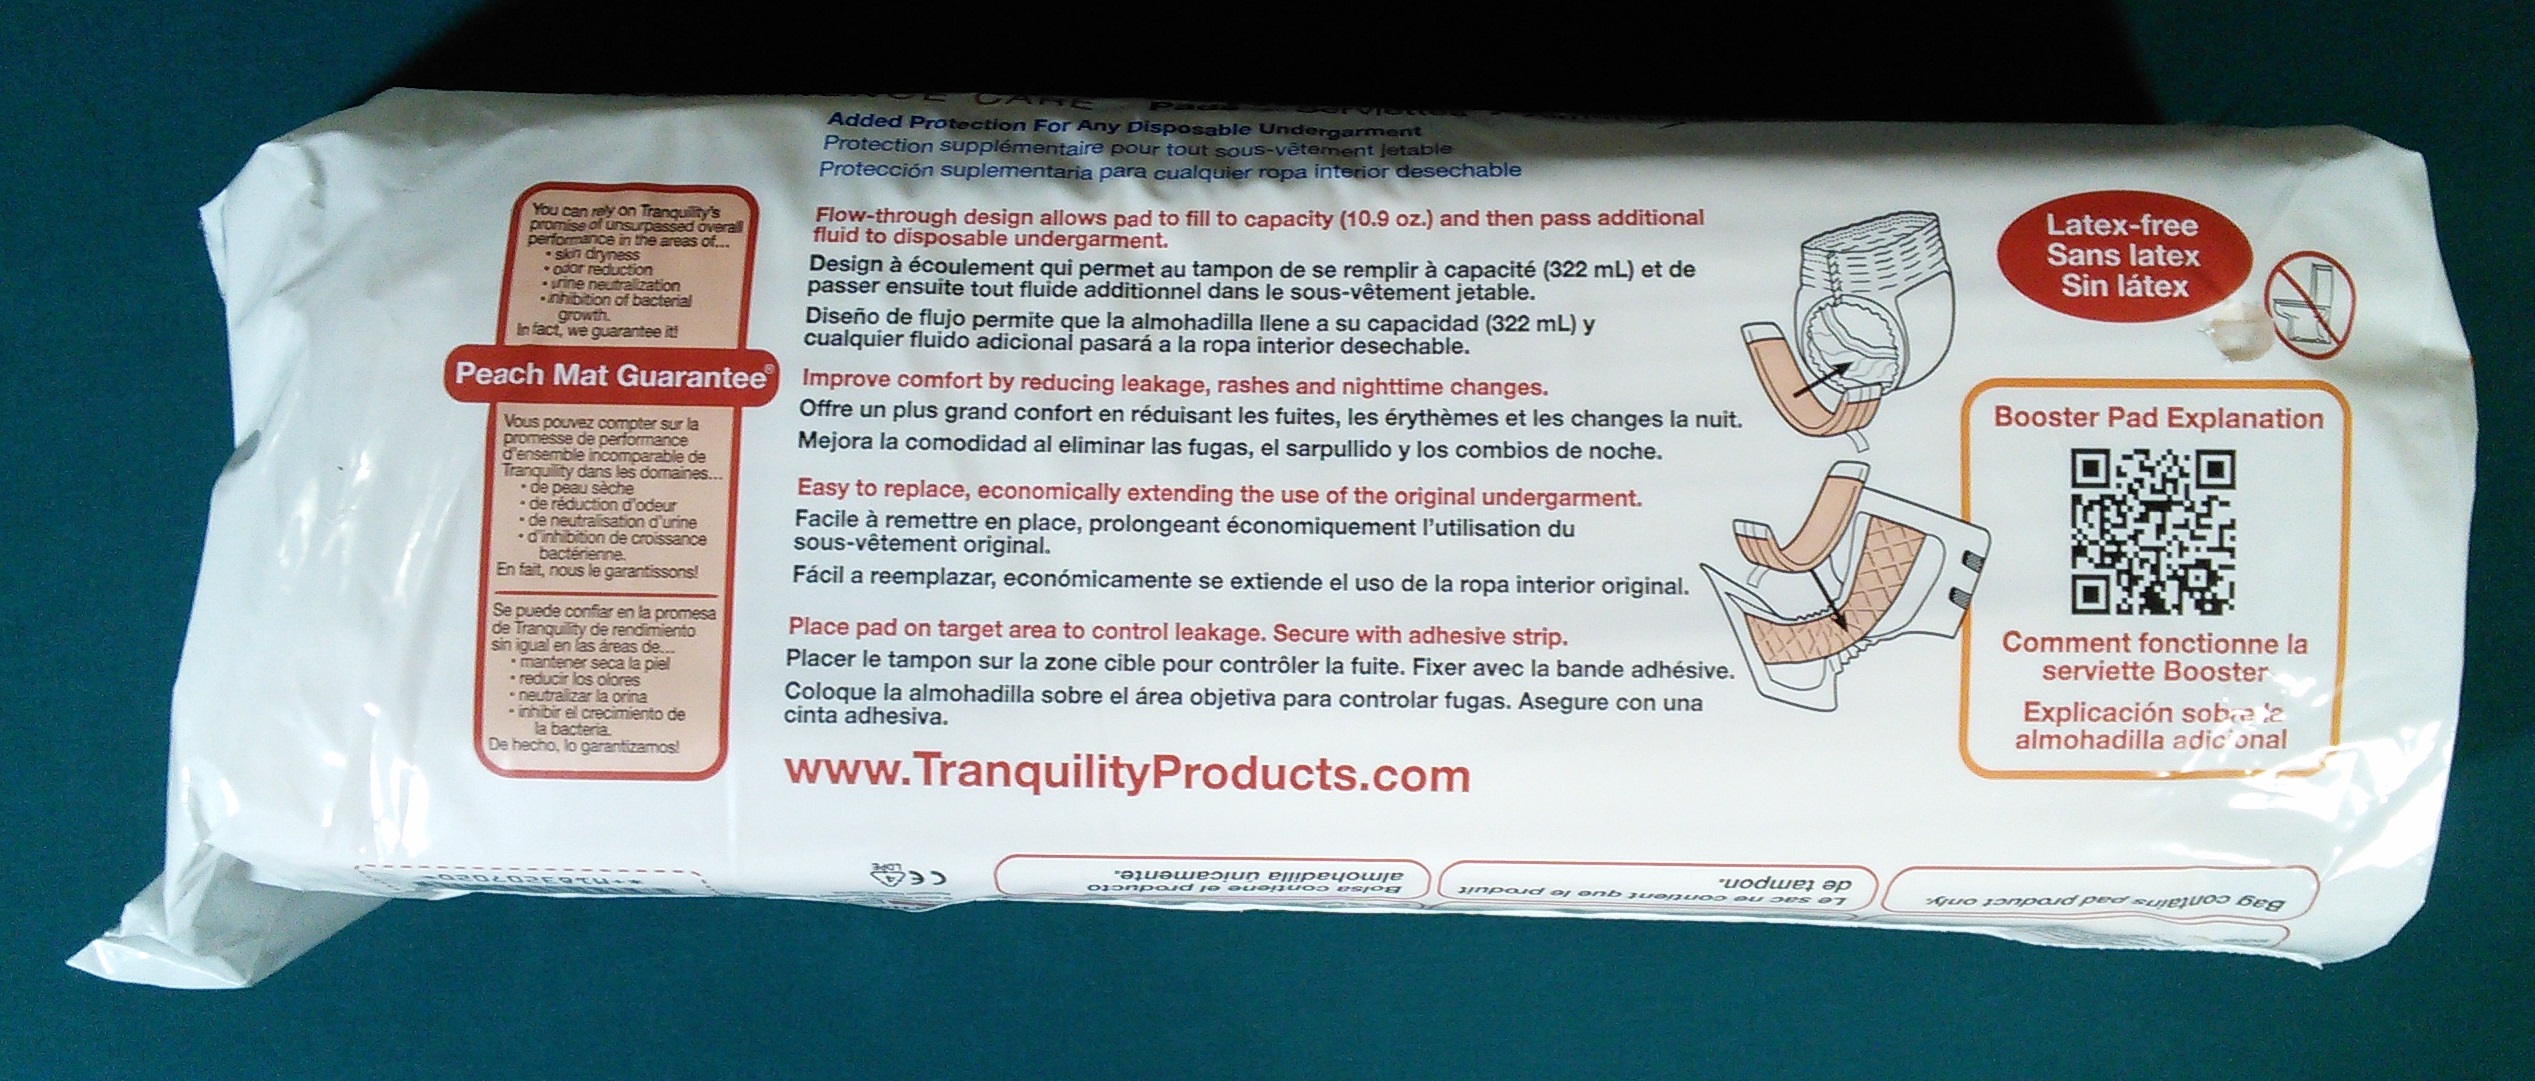 CARE
Added Protection For Any Disposable Undergarment
Protection supplémentaire pour tout sous-vêtement jetable
Protección suplementaria para cualquier ropa interior desechable
You can rely on Tranquility's
promise of unsurpassed overall
performance in the areas of...
• skin dryness
• odor reduction
• urine neutralization
• inhibition of bacterial
growth.
In fact, we guarantee it!
Peach Mat Guarantee®
Vous pouvez compter sur la
promesse de performance
d'ensemble incomparable de
Tranquility dans les domaines...
• de peau sèche
• de réduction d'odeur
• de neutralisation d'urine
• d'inhibition de croissance
bactérienne.
En fait, nous le garantissons!
Se puede confiar en la promesa
de Tranquility de rendimiento
sin igual en las áreas de...
• mantener seca la piel
• reducir los olores
• neutralizar la orina
• inhibir el crecimiento de
la bacteria.
De hecho, lo garantizamos!
Flow-through design allows pad to fill to capacity (10.9 oz.) and then pass additional
fluid to disposable undergarment.
Design à écoulement qui permet au tampon de se remplir à capacité (322 mL) et de
passer ensuite tout fluide additionnel dans le sous-vêtement jetable.
Diseño de flujo permite que la almohadilla llene a su capacidad (322 mL) y
cualquier fluido adicional pasará a la ropa interior desechable.
Improve comfort by reducing leakage, rashes and nighttime changes.
Offre un plus grand confort en réduisant les fuites, les érythèmes et les changes la nuit.
Mejora la comodidad al eliminar las fugas, el sarpullido y los combios de noche.
Easy to replace, economically extending the use of the original undergarment.
Facile à remettre en place, prolongeant économiquement l'utilisation du
sous-vêtement original.
Fácil a reemplazar, económicamente se extiende el uso de la ropa interior original.
Place pad on target area to control leakage. Secure with adhesive strip.
Placer le tampon sur la zone cible pour contrôler la fuite. Fixer avec la bande adhésive.
Coloque la almohadilla sobre el área objetiva para controlar fugas. Asegure con una
cinta adhesiva.
www.TranquilityProducts.com
Latex-free
Sans latex
Sin látex
Booster Pad Explanation
Comment fonctionne la
serviette Booster
Explicación sobre la
almohadilla adicional
Bag contains pad product only.
Le sac ne contient que le produit
de tampon.
Bolsa contiene el producto
almohadilla únicamente.
CE
4
LDPE